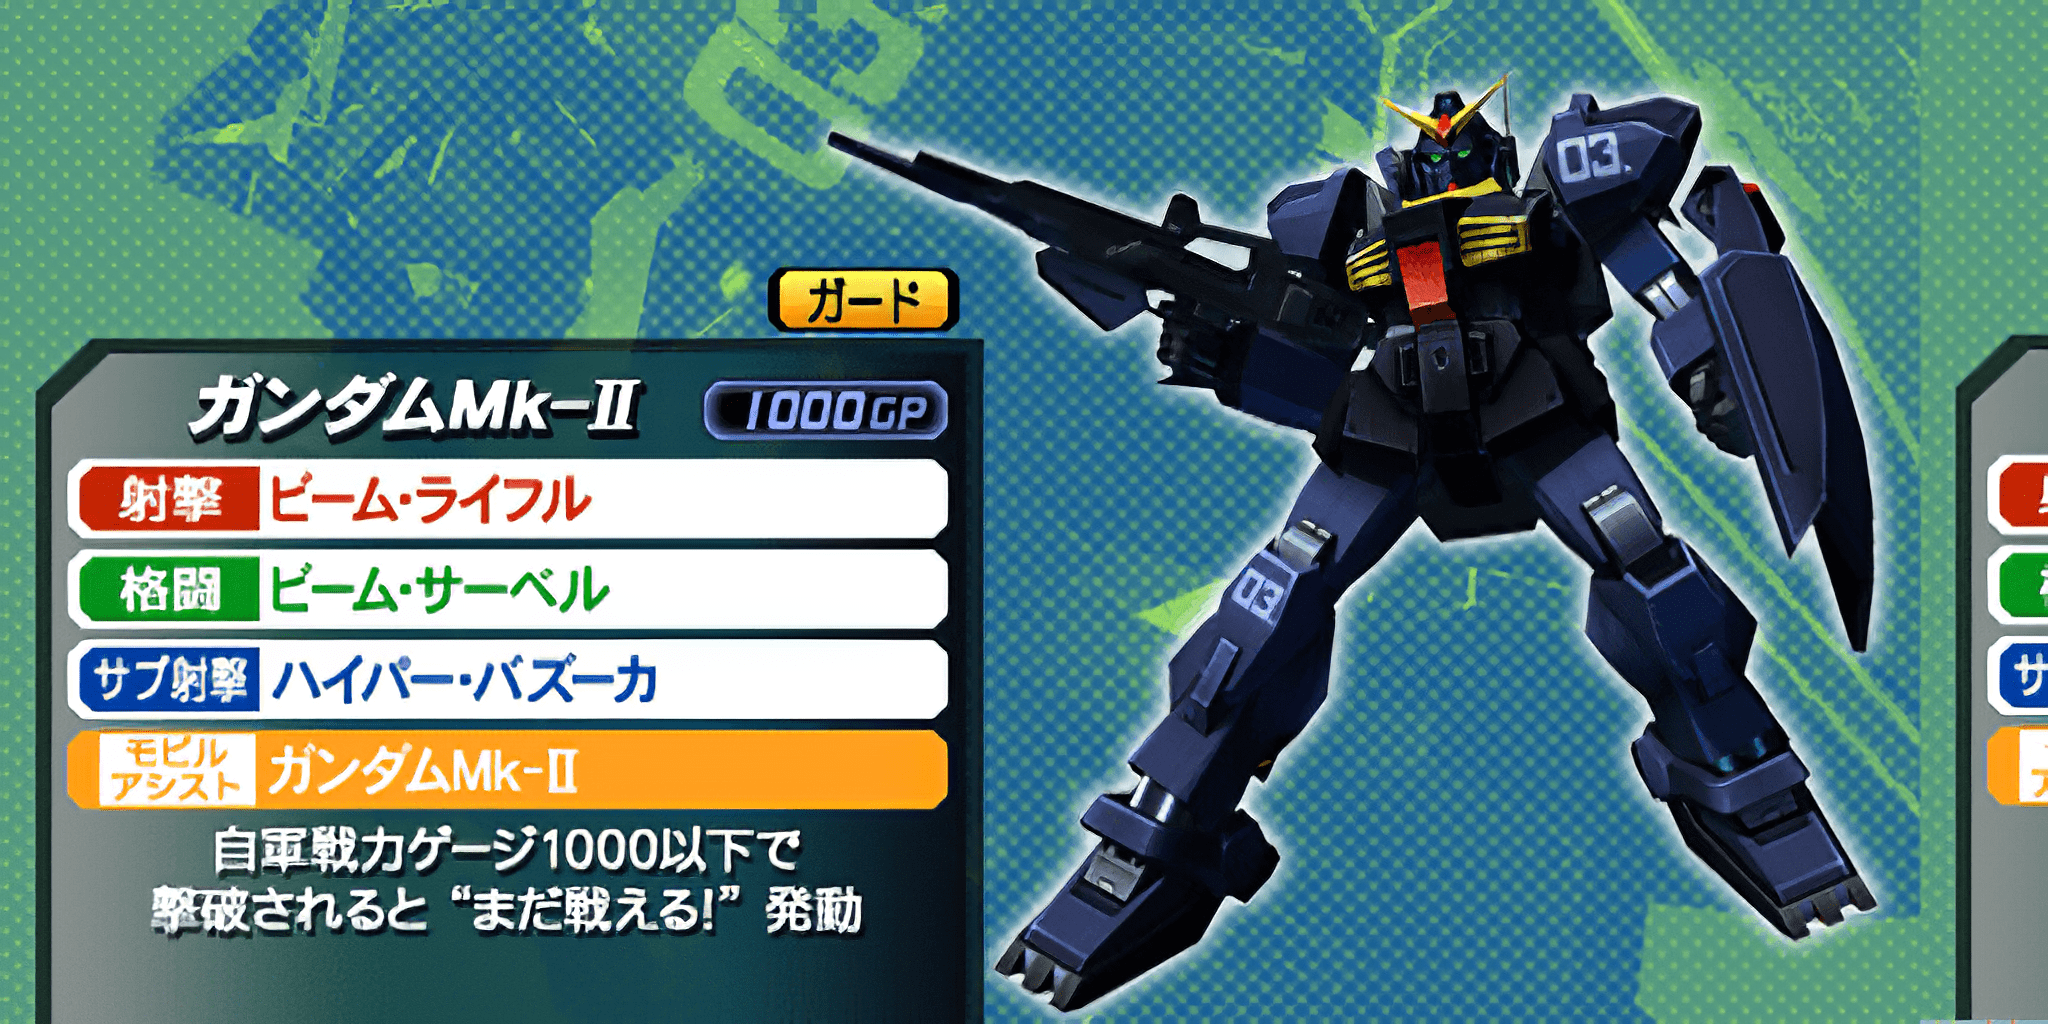 ガード
ガンダムMk-II
1000GP
射撃 ビーム・ライフル
格闘 ビーム・サーベル
サブ射撃 ハイパー・バズーカ
モビルアシスト ガンダムMk-II
自軍戦力ゲージ1000以下で
撃破されると“まだ戦える!”発動
03.
03
サ